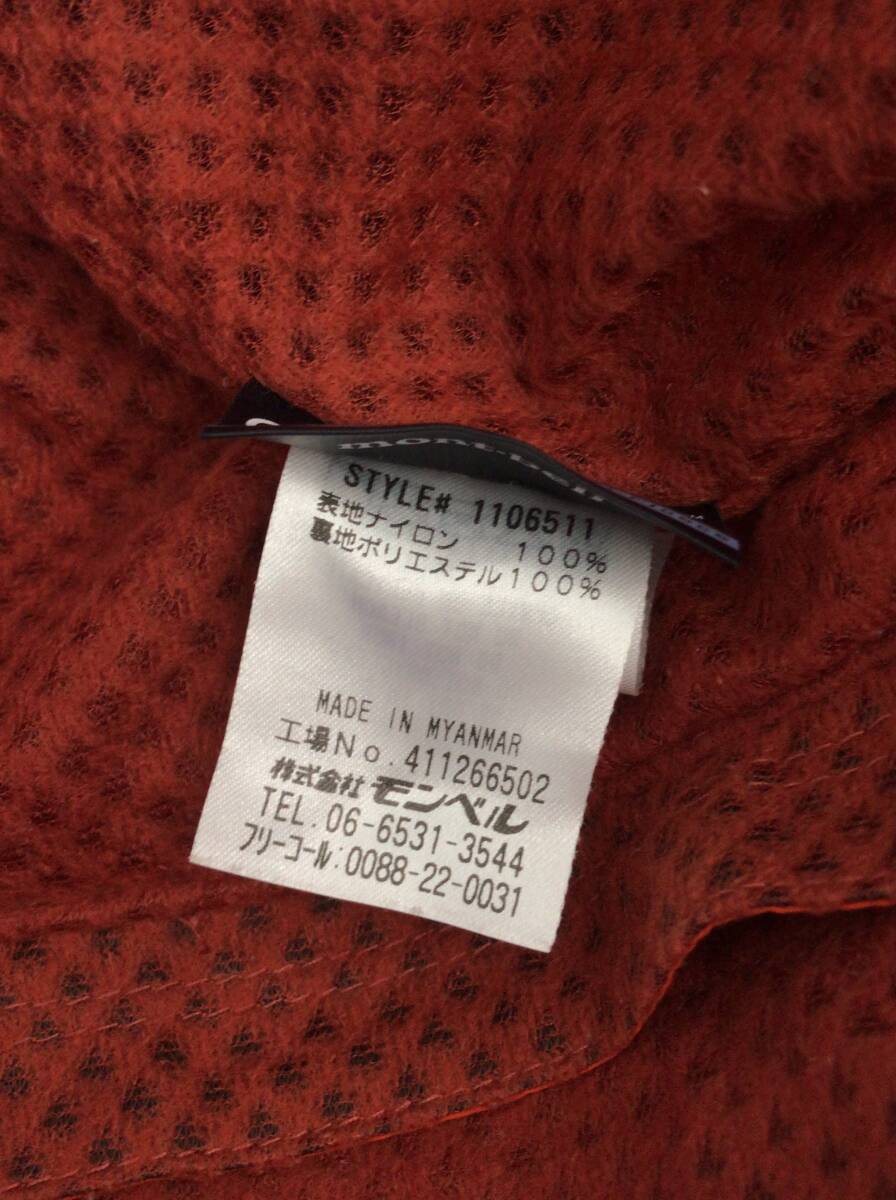 mont-bell
STYLE# 1106511
表地ナイロン 100%
裏地ポリエステル100%
MADE IN MYANMAR
工場No.411266502
株式会社モンベル
TEL.06-6531-3544
フリーコール:0088-22-0031